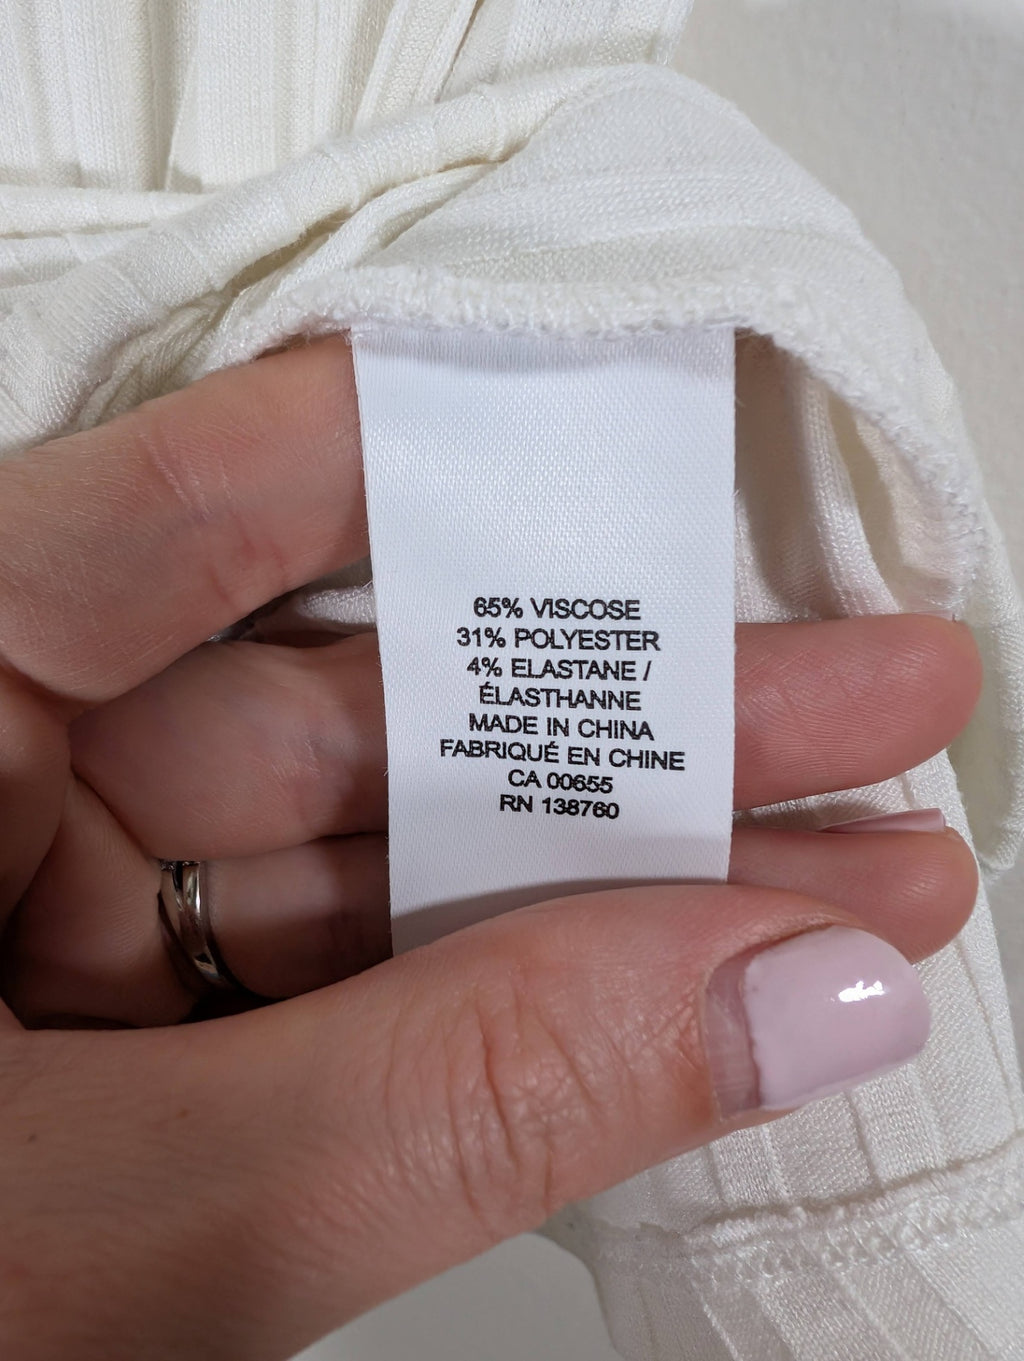 65% VISCOSE
31% POLYESTER
4% ELASTANE /
ÉLASTHANNE
MADE IN CHINA
FABRIQUÉ EN CHINE
CA 00655
RN 138760